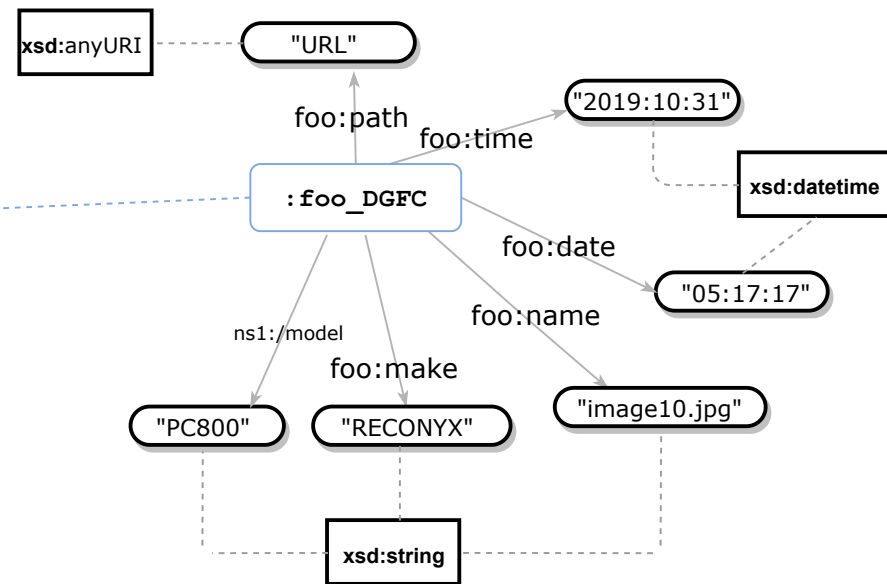 xsd:anyURI
"URL"
foo:path
foo:time
"2019:10:31"
:foo_DGFC
xsd:datetime
foo:date
"05:17:17"
foo:name
ns1:/model
foo:make
"PC800"
"RECONYX"
"image10.jpg"
xsd:string